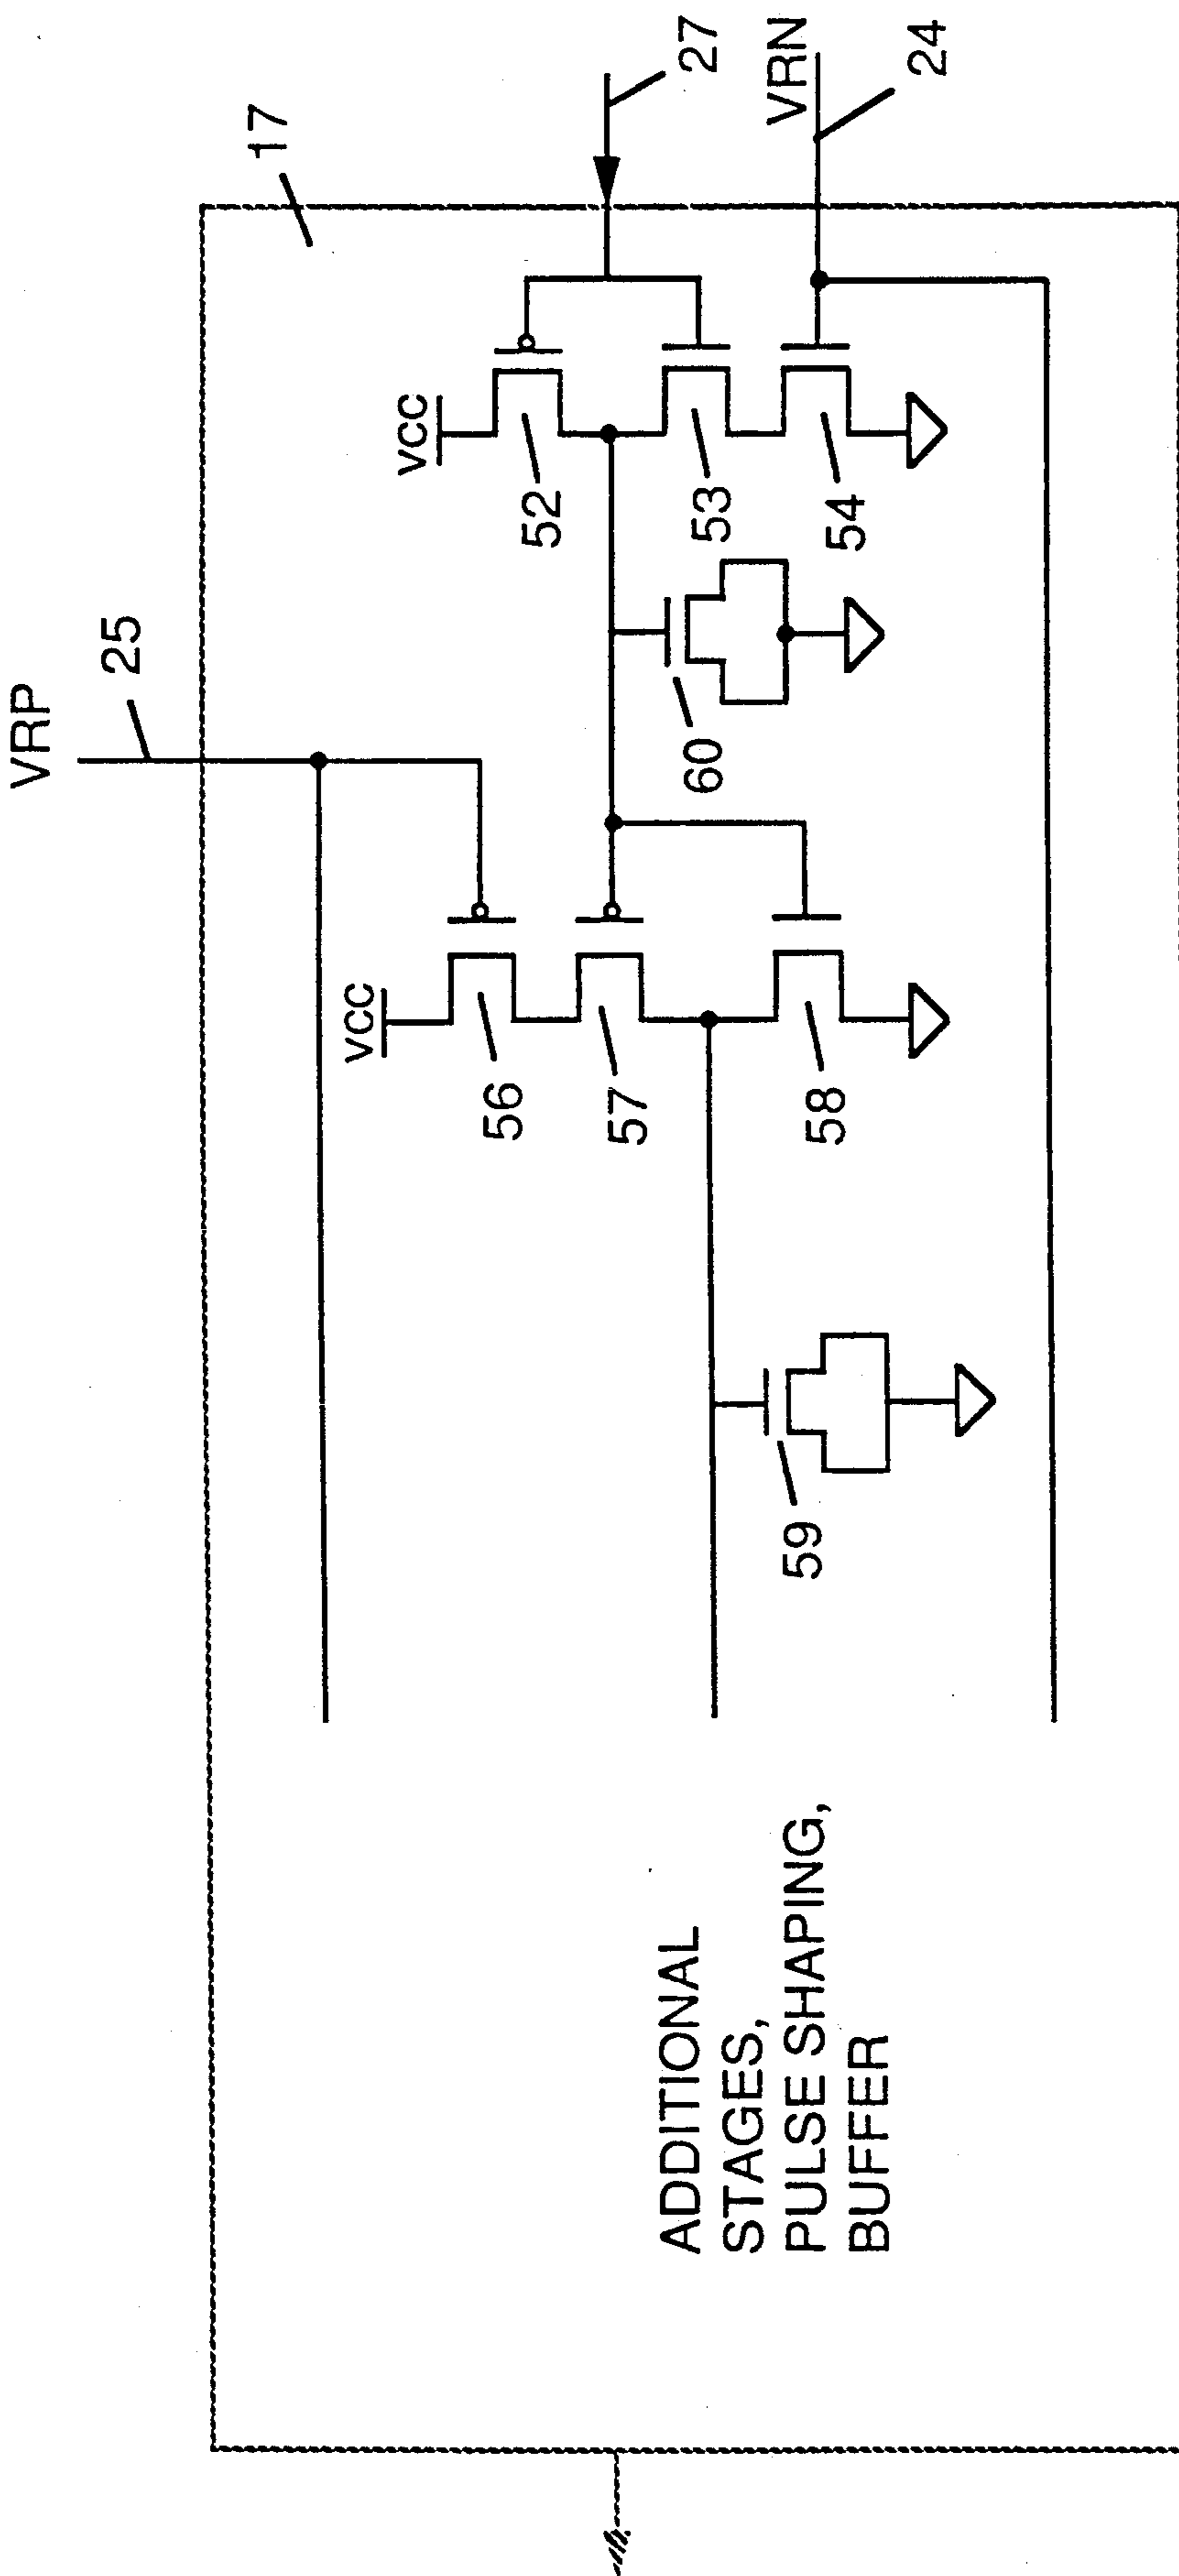 VRP
25
17
27
VRN
24
VCC
52
53
54
60
VCC
56
57
58
59
ADDITIONAL
STAGES,
PULSE SHAPING,
BUFFER